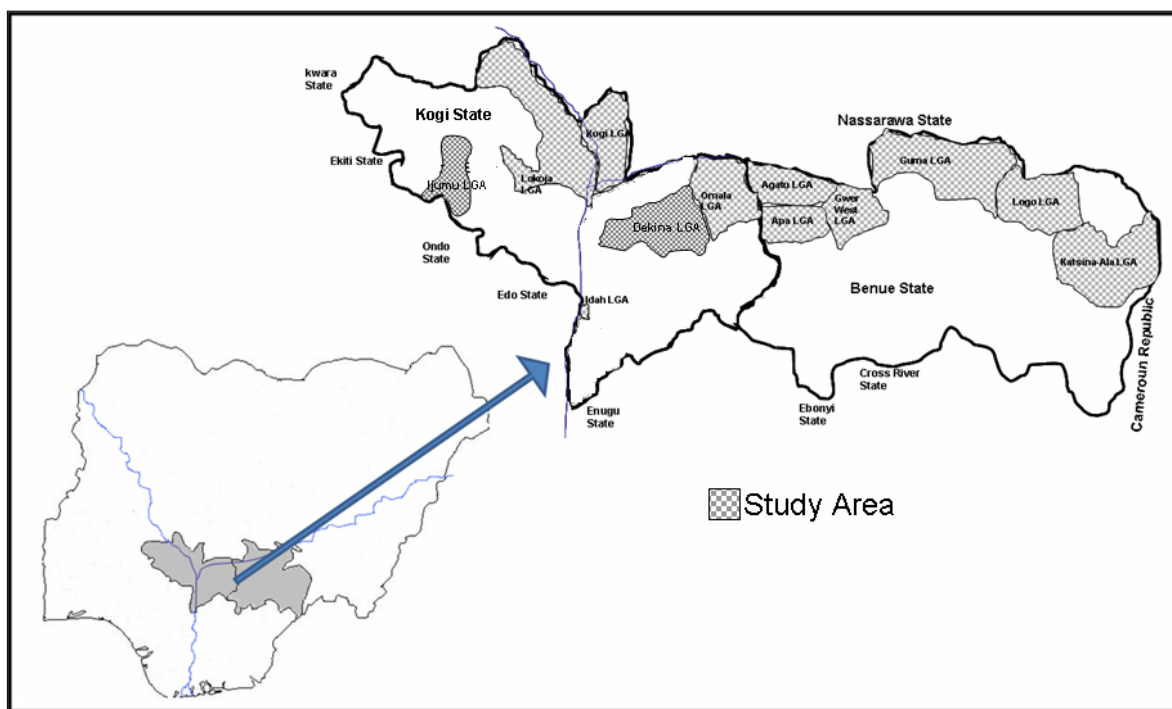 kwara
State
Kogi State
Nassarawa State
Kogi LGA
Ekiti State
Ijumu LGA
Lokoja
LGA
Omala
LGA
Agatu LGA
Guma LGA
Gwer
West
LGA
Apa LGA
Logo LGA
Dekina LGA
Ondo
State
Katsina-Ala LGA
Edo State
Idah LGA
Benue State
Cameroun Republic
Cross River
State
Enugu
State
Ebonyi
State
Study Area